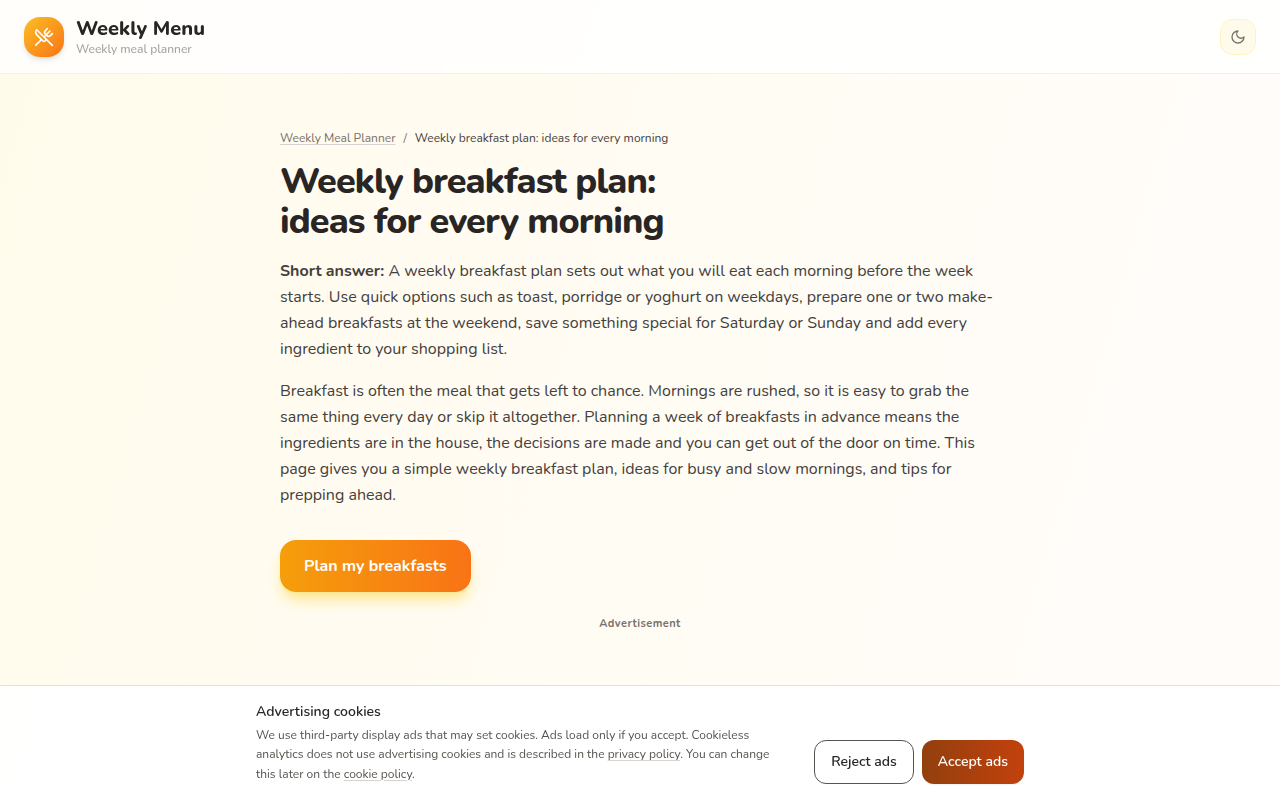 Weekly Menu
Weekly meal planner
Weekly Meal Planner / Weekly breakfast plan: ideas for every morning
Weekly breakfast plan:
ideas for every morning
Short answer: A weekly breakfast plan sets out what you will eat each morning before the week
starts. Use quick options such as toast, porridge or yoghurt on weekdays, prepare one or two make-
ahead breakfasts at the weekend, save something special for Saturday or Sunday and add every
ingredient to your shopping list.
Breakfast is often the meal that gets left to chance. Mornings are rushed, so it is easy to grab the
same thing every day or skip it altogether. Planning a week of breakfasts in advance means the
ingredients are in the house, the decisions are made and you can get out of the door on time. This
page gives you a simple weekly breakfast plan, ideas for busy and slow mornings, and tips for
prepping ahead.
Plan my breakfasts
Advertisement
Advertising cookies
We use third-party display ads that may set cookies. Ads load only if you accept. Cookieless
analytics does not use advertising cookies and is described in the privacy policy. You can change
this later on the cookie policy.
Reject ads
Accept ads